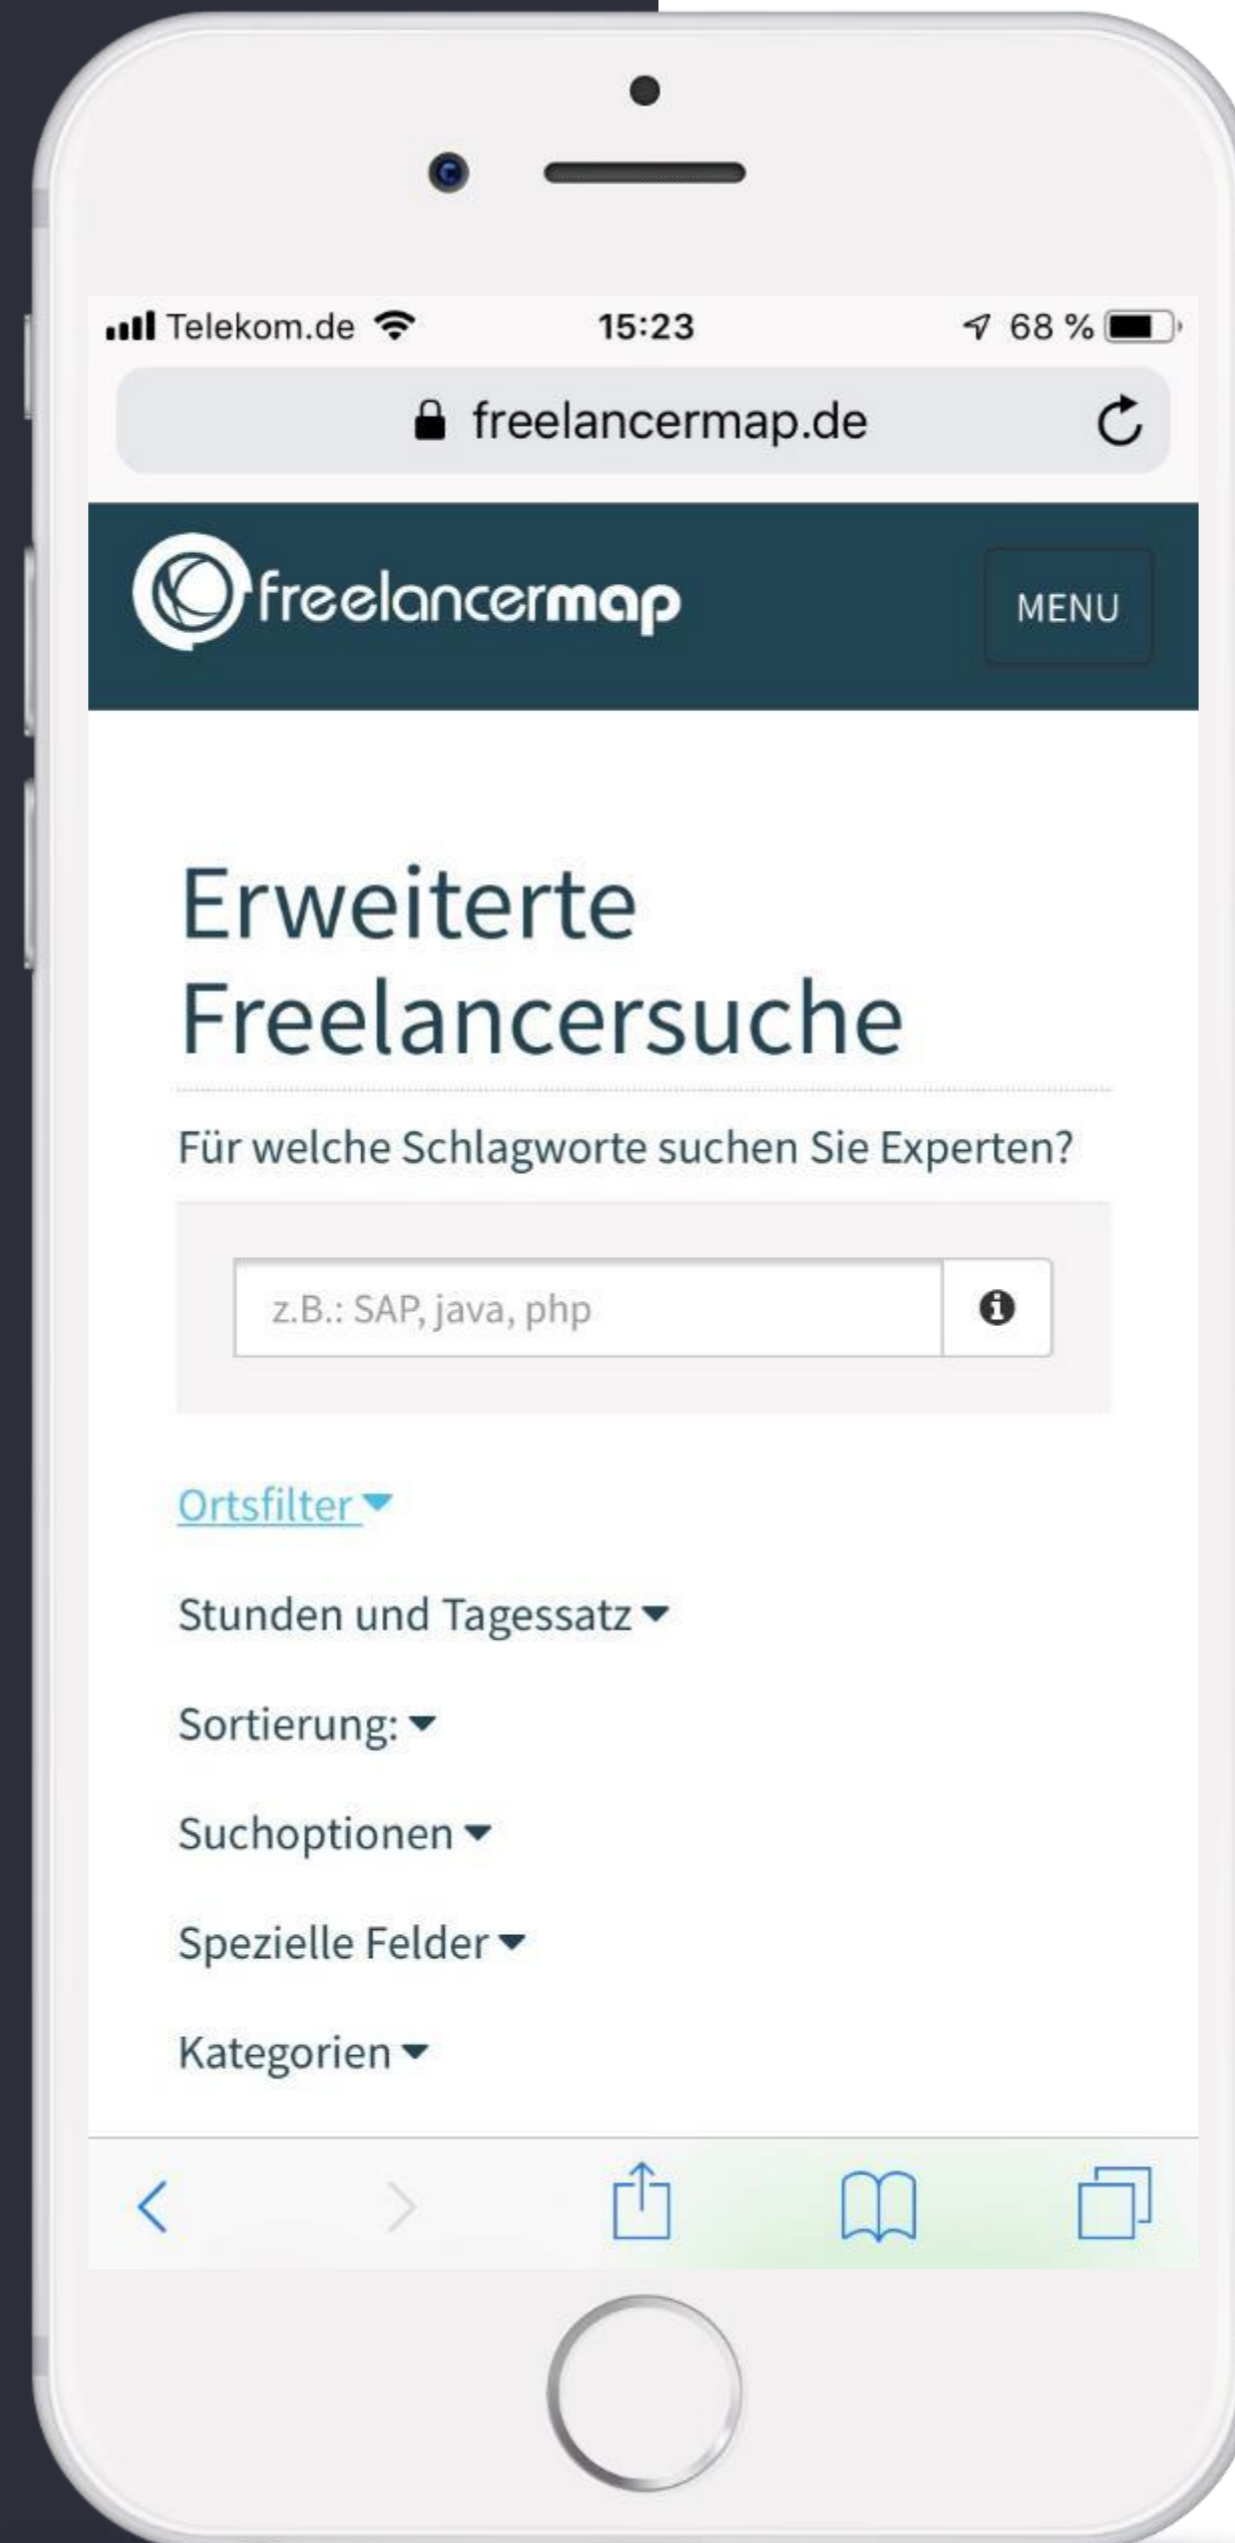 Telekom.de 15:23 68 %
freelancermap.de
freelancermap MENU
Erweiterte
Freelancersuche
Für welche Schlagworte suchen Sie Experten?
z.B.: SAP, java, php
Ortsfilter
Stunden und Tagessatz
Sortierung:
Suchoptionen
Spezielle Felder
Kategorien